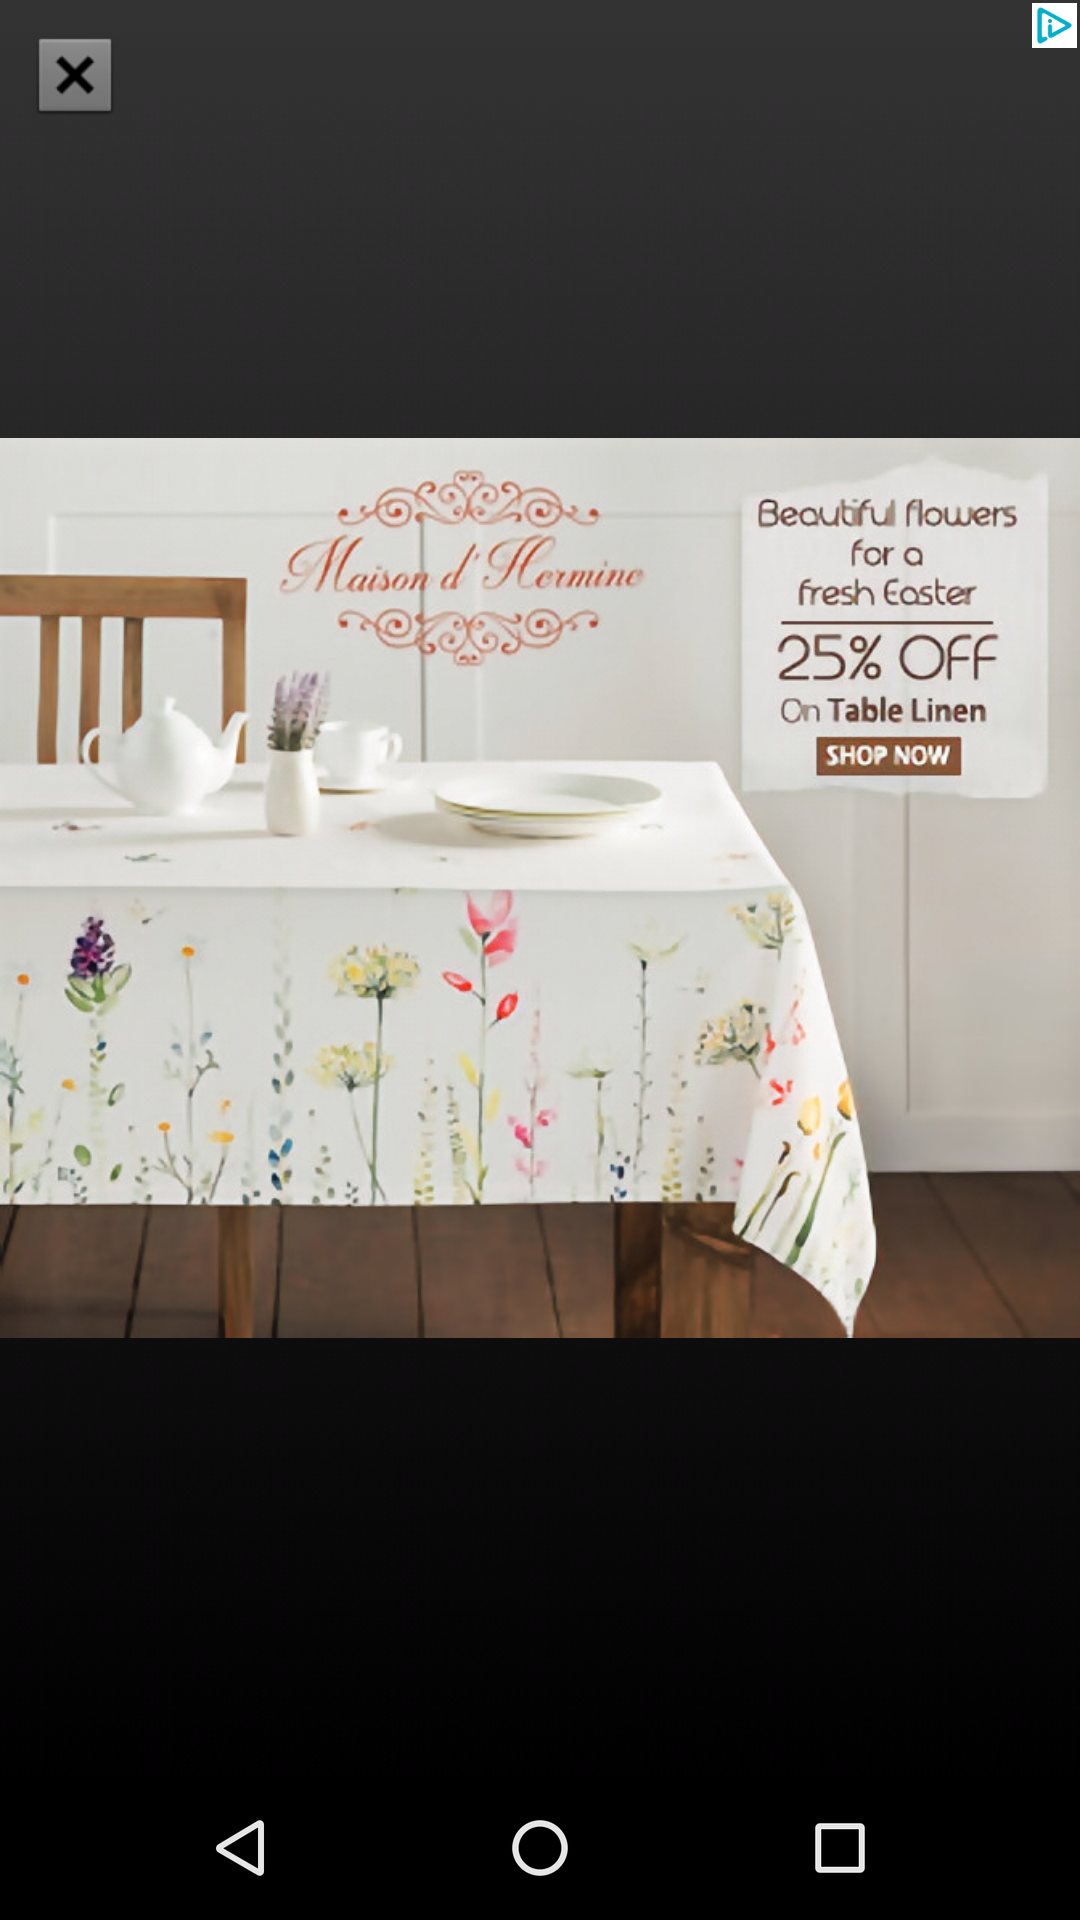 Maison d'Hermine
Beautiful flowers
for a
fresh Easter
25% OFF
On Table Linen
SHOP NOW